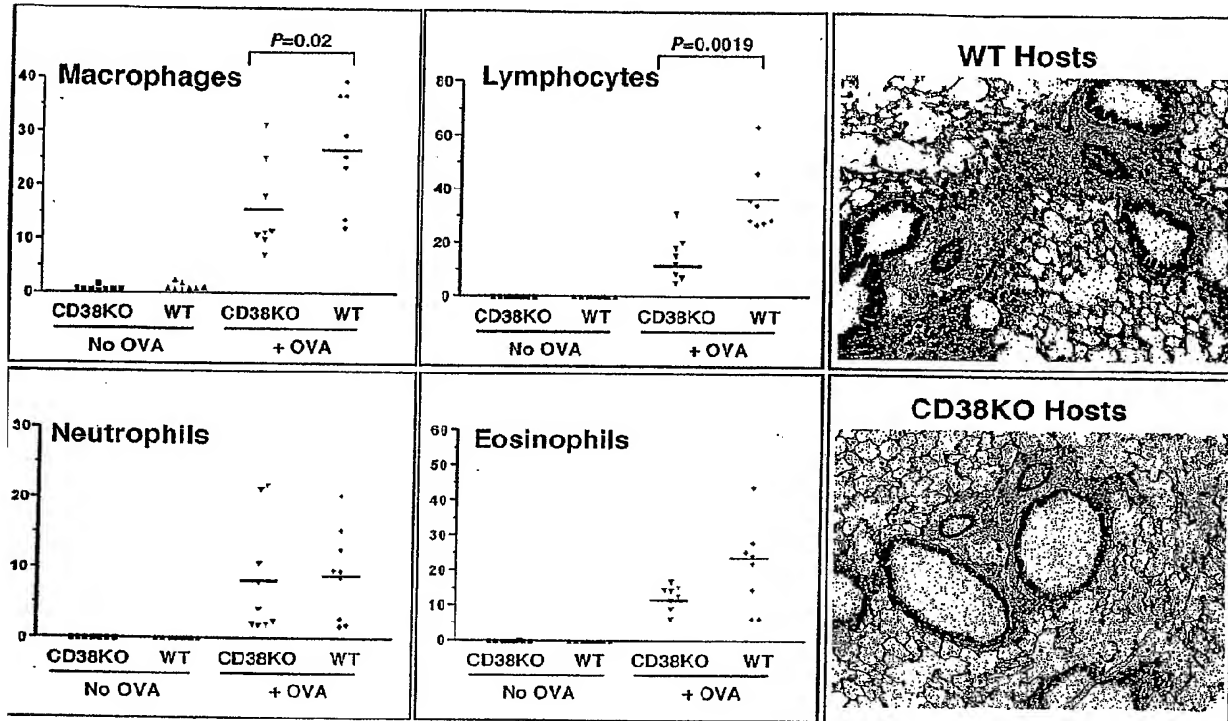 P=0.02
Macrophages
40
30
20
10
0
CD38KO WT CD38KO WT
No OVA + OVA
P=0.0019
Lymphocytes
80
60
40
20
0
CD38KO WT CD38KO WT
No OVA + OVA
WT Hosts
Neutrophils
30
20
10
0
CD38KO WT CD38KO WT
No OVA + OVA
Eosinophils
60
50
40
30
20
10
0
CD38KO WT CD38KO WT
No OVA + OVA
CD38KO Hosts